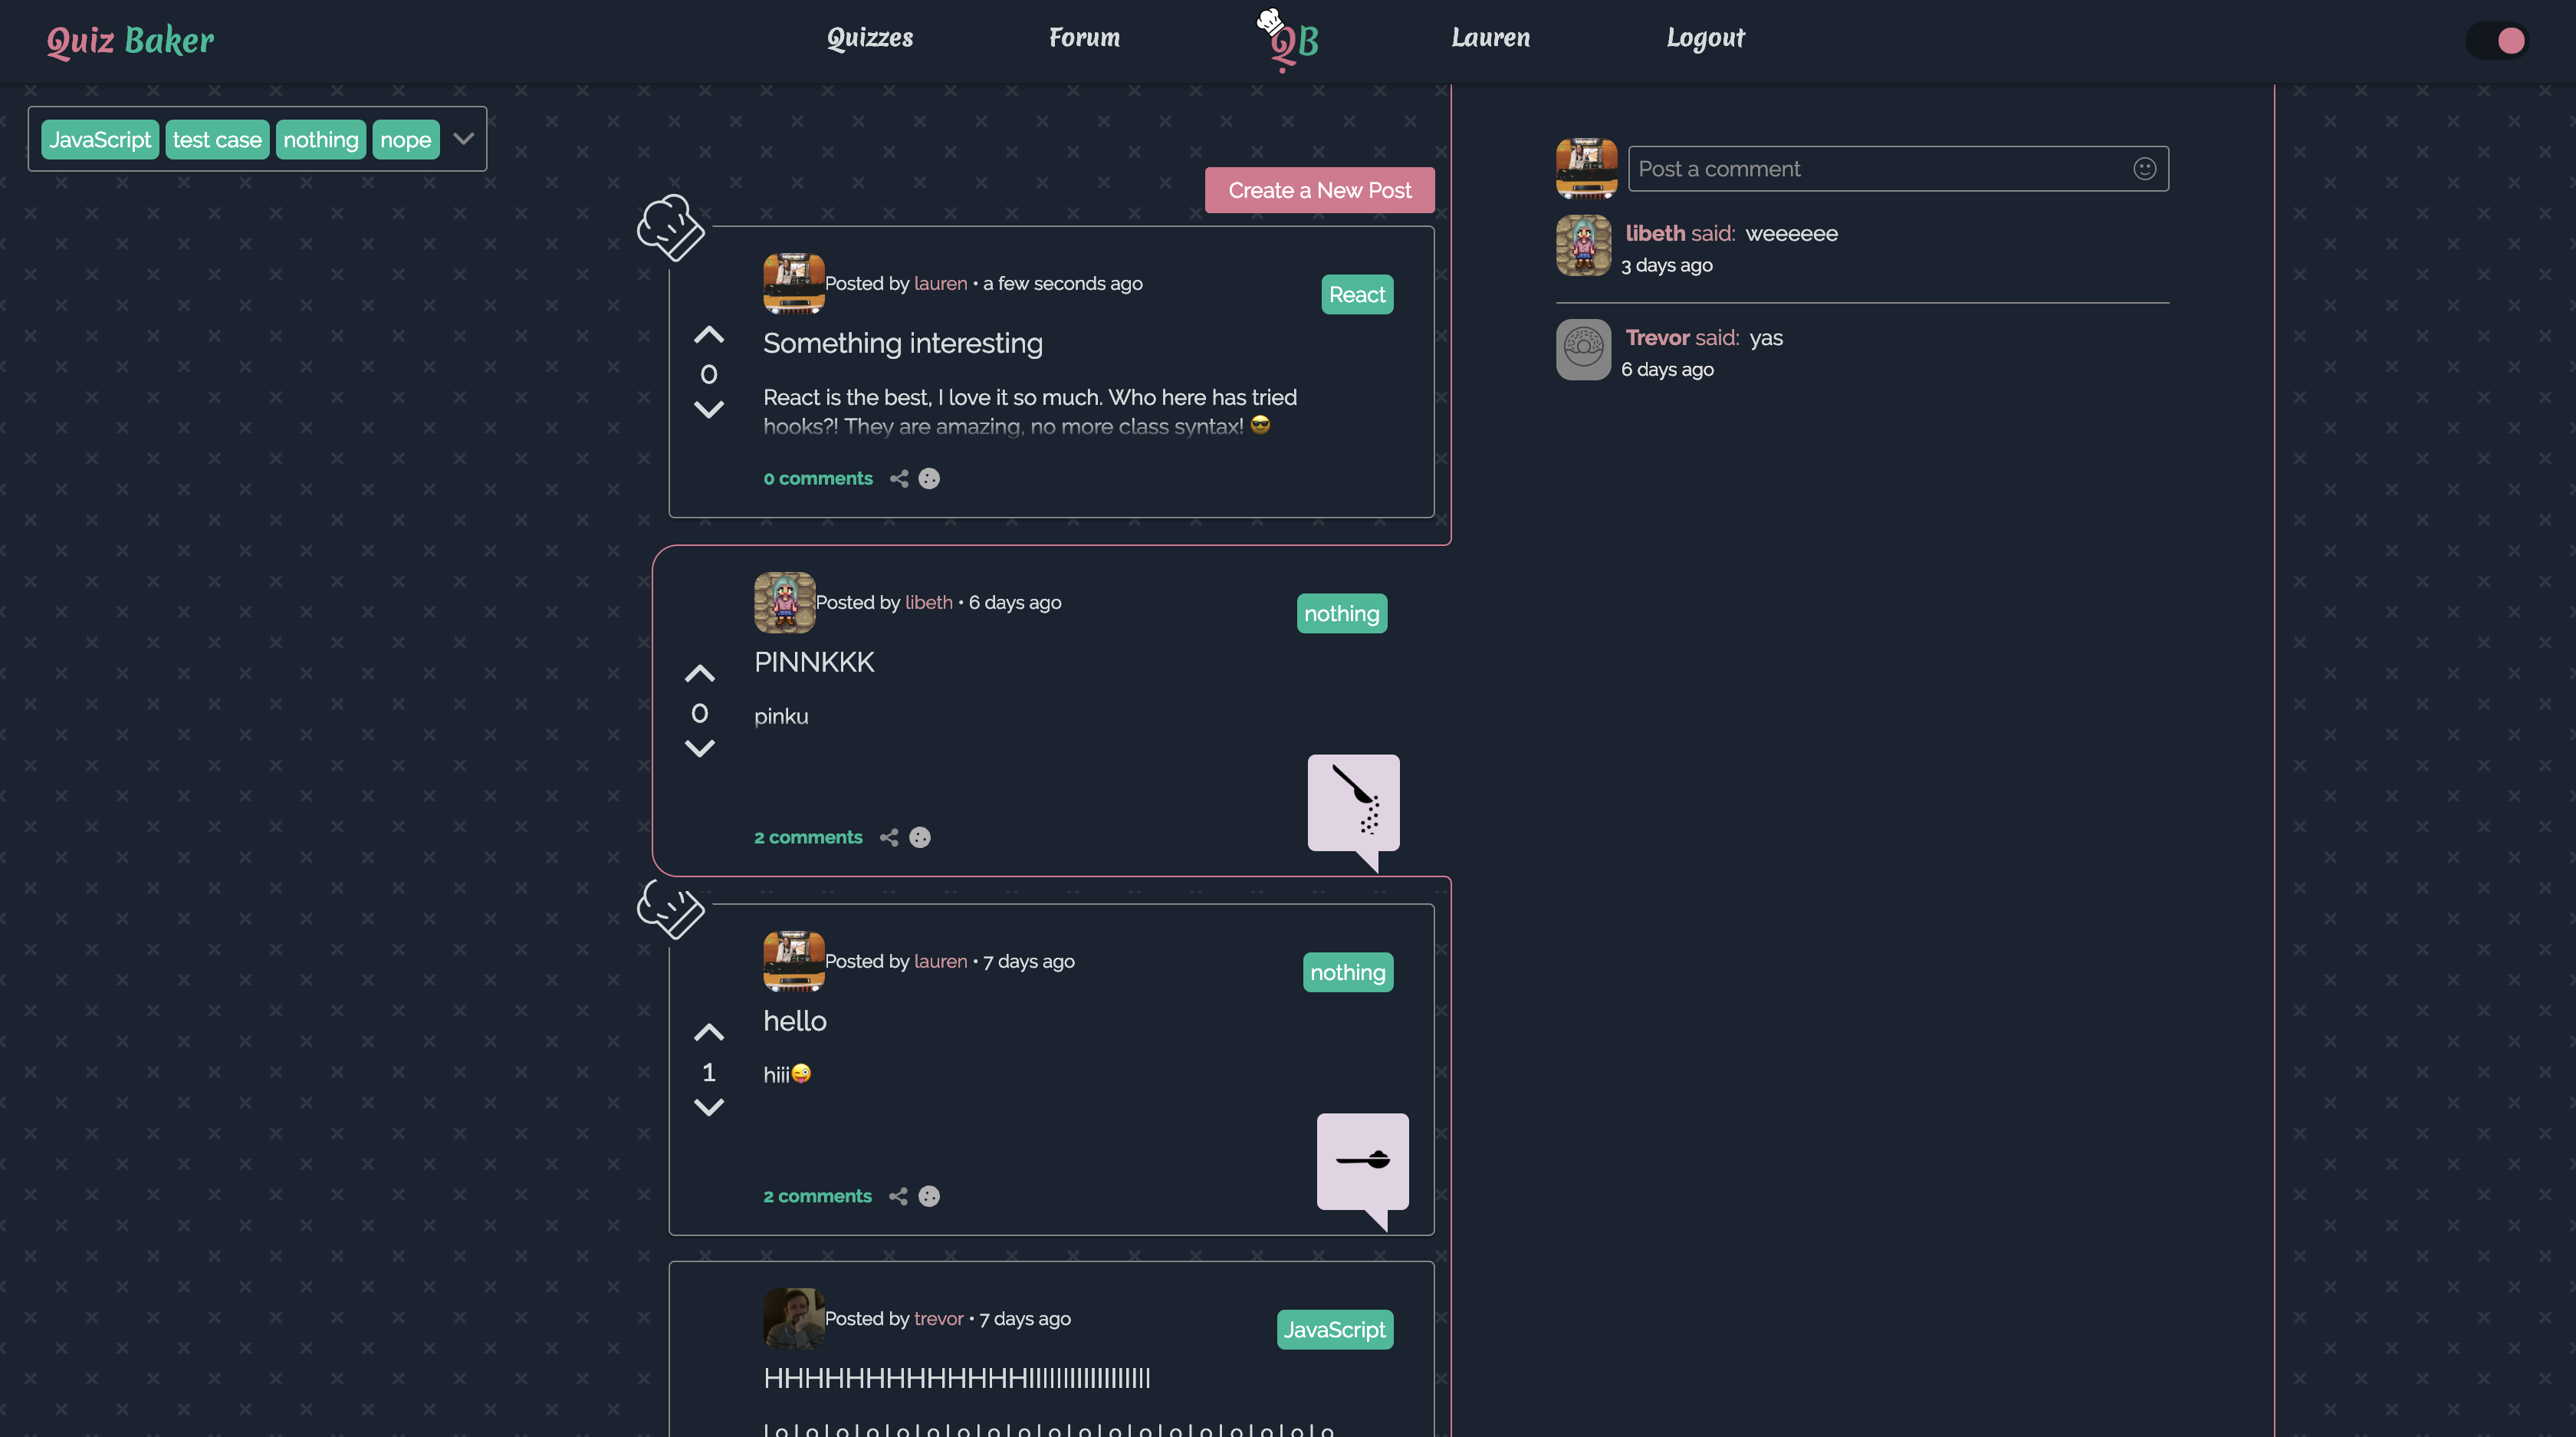 Quiz Baker
Quizzes
Forum
QB
Lauren
Logout
JavaScript test case nothing nope
Create a New Post
Posted by lauren • a few seconds ago
React
Something interesting
0
React is the best, I love it so much. Who here has tried
hooks?! They are amazing, no more class syntax! 😎
0 comments
Posted by libeth • 6 days ago
nothing
PINNKKK
0
pinku
2 comments
Posted by lauren • 7 days ago
nothing
hello
1
hiii😜
2 comments
Posted by trevor • 7 days ago
JavaScript
Post a comment
libeth said: weeeeee
3 days ago
Trevor said: yas
6 days ago